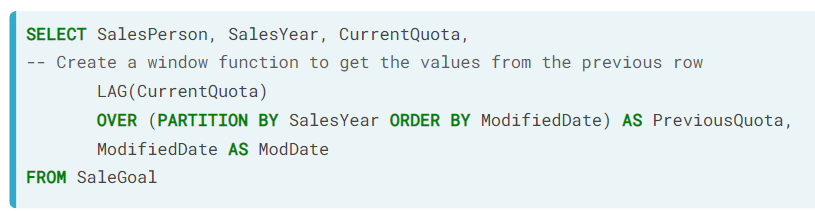 SELECT SalesPerson, SalesYear, CurrentQuota,
-- Create a window function to get the values from the previous row
LAG(CurrentQuota)
OVER (PARTITION BY SalesYear ORDER BY ModifiedDate) AS PreviousQuota,
ModifiedDate AS ModDate
FROM SaleGoal